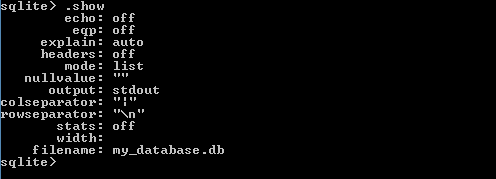 sqlite> .show
        echo: off
         eqp: off
     explain: auto
     headers: off
        mode: list
   nullvalue: ""
      output: stdout
colseparator: "|"
rowseparator: "\n"
       stats: off
       width:
    filename: my_database.db
sqlite>